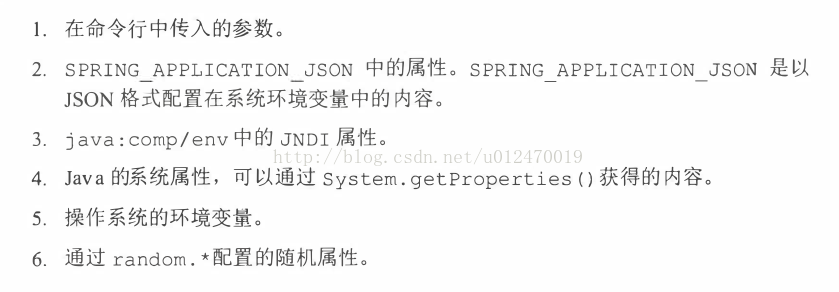 1. 在命令行中传入的参数。
2. SPRING_APPLICATION_JSON 中的属性。SPRING_APPLICATION_JSON 是以
JSON 格式配置在系统环境变量中的内容。
3. java:comp/env中的 JNDI 属性。
http://blog.csdn.net/u012470019
4. Java 的系统属性，可以通过 System.getProperties()获得的内容。
5. 操作系统的环境变量。
6. 通过 random.*配置的随机属性。